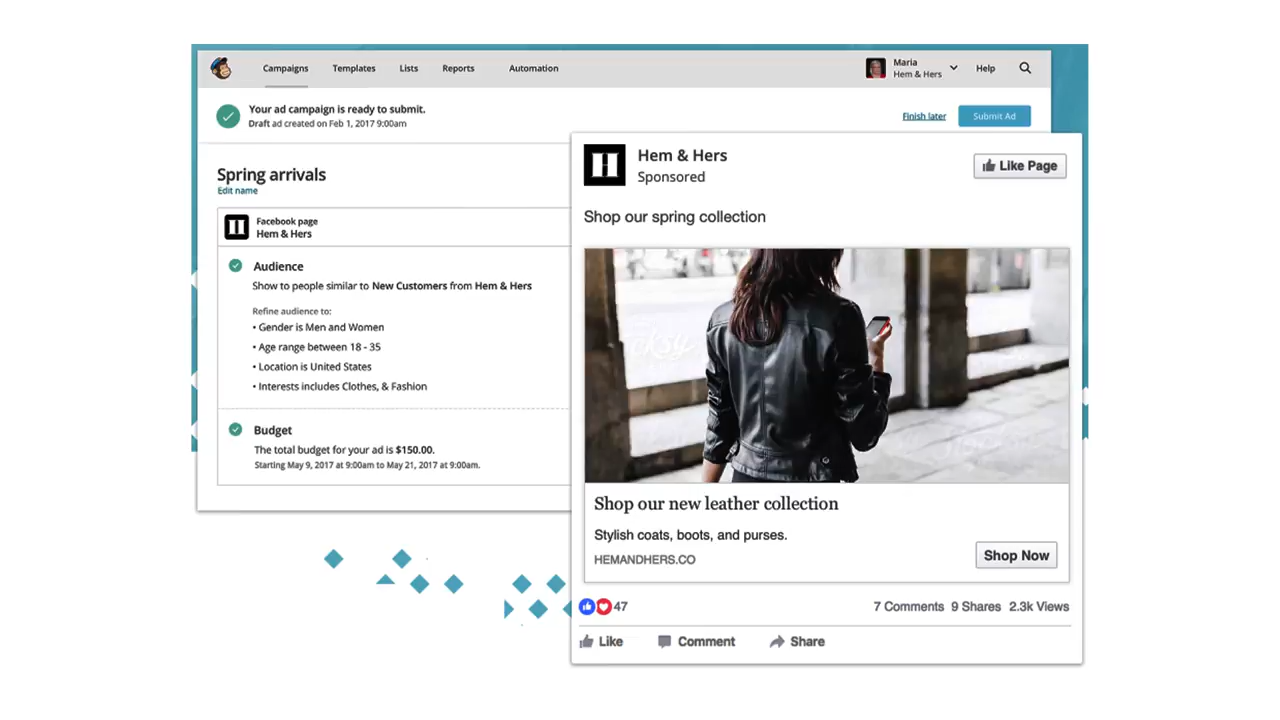 Campaigns Templates Lists Reports Automation
Maria
Hem & Hers
Help
Your ad campaign is ready to submit.
Draft ad created on Feb 1, 2017 9:00am
Finish later
Submit Ad
Spring arrivals
Edit name
Facebook page
Hem & Hers
Audience
Show to people similar to New Customers from Hem & Hers
Refine audience to:
• Gender is Men and Women
• Age range between 18 - 35
• Location is United States
• Interests includes Clothes, & Fashion
Budget
The total budget for your ad is $150.00.
Starting May 9, 2017 at 9:00am to May 21, 2017 at 9:00am.
H
Hem & Hers
Sponsored
Like Page
Shop our spring collection
Shop our new leather collection
Stylish coats, boots, and purses.
HEMANDHERS.CO
Shop Now
47
7 Comments 9 Shares 2.3k Views
Like Comment Share